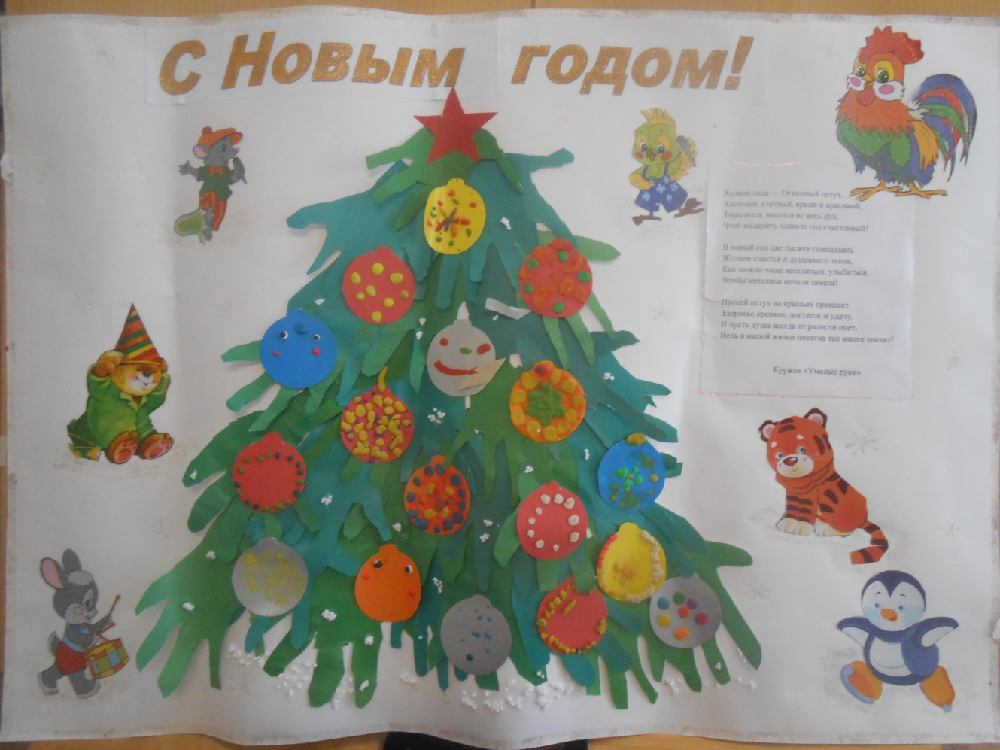 С Новым годом!
Хозяин года — Огненный петух,
Холеный, статный, яркий и красивый,
Торопится, несется во весь дух,
Чтоб подарить планете год счастливый!
В новый год две тысячи семнадцать
Желаем счастья и душевного тепла,
Как можно чаще веселиться, улыбаться,
Чтобы метелица печали замела!
Пускай петух на крыльях принесет
Здоровье крепкое, достаток и удачу,
И пусть душа всегда от радости поет,
Ведь в нашей жизни позитив так много значит!
Кружок «Умелые руки»